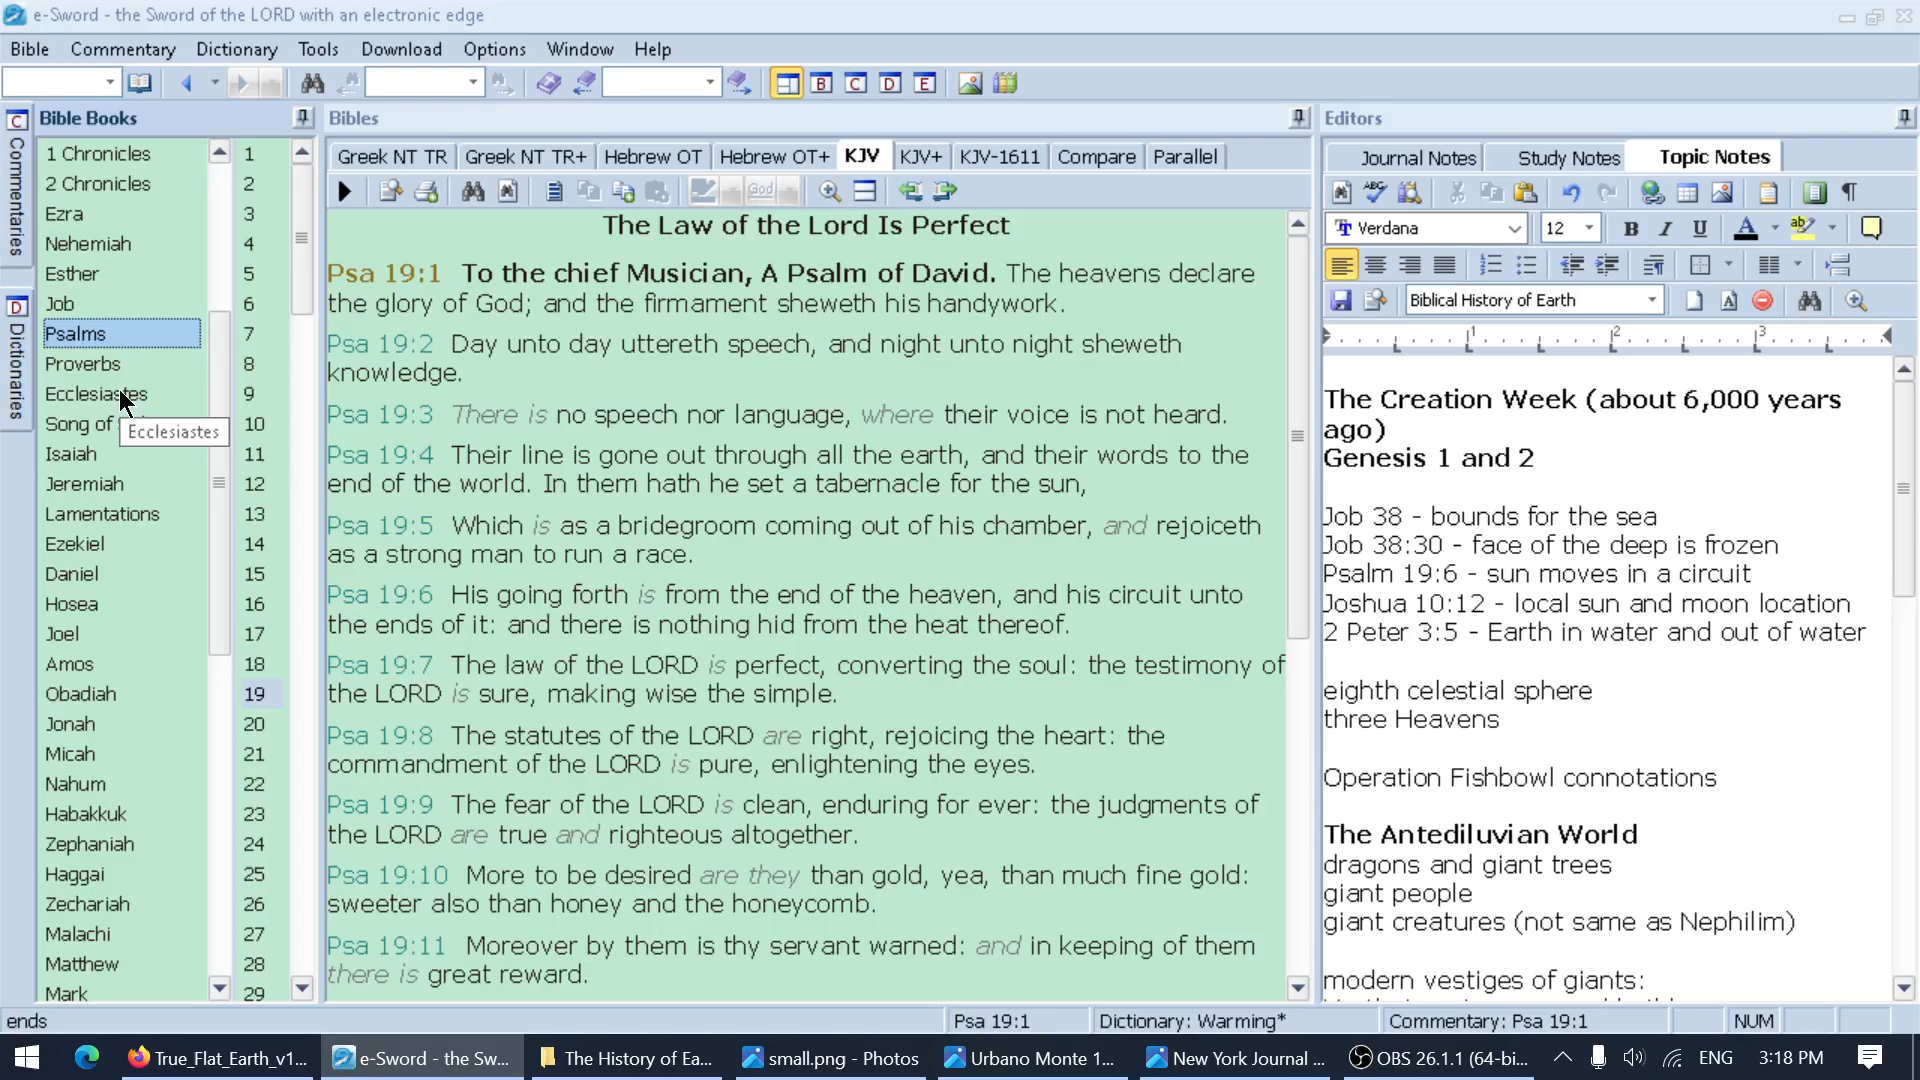 e-Sword - the Sword of the LORD with an electronic edge
Bible Commentary Dictionary Tools Download Options Window Help
B C D E
Commentaries
Dictionaries
Bible Books
1 Chronicles
2 Chronicles
Ezra
Nehemiah
Esther
Job
Psalms
Proverbs
Ecclesiastes
Song of
Ecclesiastes
Isaiah
Jeremiah
Lamentations
Ezekiel
Daniel
Hosea
Joel
Amos
Obadiah
Jonah
Micah
Nahum
Habakkuk
Zephaniah
Haggai
Zechariah
Malachi
Matthew
Mark
1
2
3
4
5
6
7
8
9
10
11
12
13
14
15
16
17
18
19
20
21
22
23
24
25
26
27
28
29
Bibles
Greek NT TR Greek NT TR+ Hebrew OT Hebrew OT+ KJV KJV+ KJV-1611 Compare Parallel
God
The Law of the Lord Is Perfect
Psa 19:1 To the chief Musician, A Psalm of David. The heavens declare
the glory of God; and the firmament sheweth his handywork.
Psa 19:2 Day unto day uttereth speech, and night unto night sheweth
knowledge.
Psa 19:3 There is no speech nor language, where their voice is not heard.
Psa 19:4 Their line is gone out through all the earth, and their words to the
end of the world. In them hath he set a tabernacle for the sun,
Psa 19:5 Which is as a bridegroom coming out of his chamber, and rejoiceth
as a strong man to run a race.
Psa 19:6 His going forth is from the end of the heaven, and his circuit unto
the ends of it: and there is nothing hid from the heat thereof.
Psa 19:7 The law of the LORD is perfect, converting the soul: the testimony of
the LORD is sure, making wise the simple.
Psa 19:8 The statutes of the LORD are right, rejoicing the heart: the
commandment of the LORD is pure, enlightening the eyes.
Psa 19:9 The fear of the LORD is clean, enduring for ever: the judgments of
the LORD are true and righteous altogether.
Psa 19:10 More to be desired are they than gold, yea, than much fine gold:
sweeter also than honey and the honeycomb.
Psa 19:11 Moreover by them is thy servant warned: and in keeping of them
there is great reward.
Editors
Journal Notes Study Notes Topic Notes
Verdana 12 B I U A ab
Biblical History of Earth
1 2 3
The Creation Week (about 6,000 years
ago)
Genesis 1 and 2
Job 38 - bounds for the sea
Job 38:30 - face of the deep is frozen
Psalm 19:6 - sun moves in a circuit
Joshua 10:12 - local sun and moon location
2 Peter 3:5 - Earth in water and out of water
eighth celestial sphere
three Heavens
Operation Fishbowl connotations
The Antediluvian World
dragons and giant trees
giant people
giant creatures (not same as Nephilim)
modern vestiges of giants:
ends Psa 19:1 Dictionary: Warming* Commentary: Psa 19:1 NUM
True_Flat_Earth_v1... e-Sword - the Sw... The History of Ea... small.png - Photos Urbano Monte 1... New York Journal ... OBS 26.1.1 (64-bi... ENG 3:18 PM